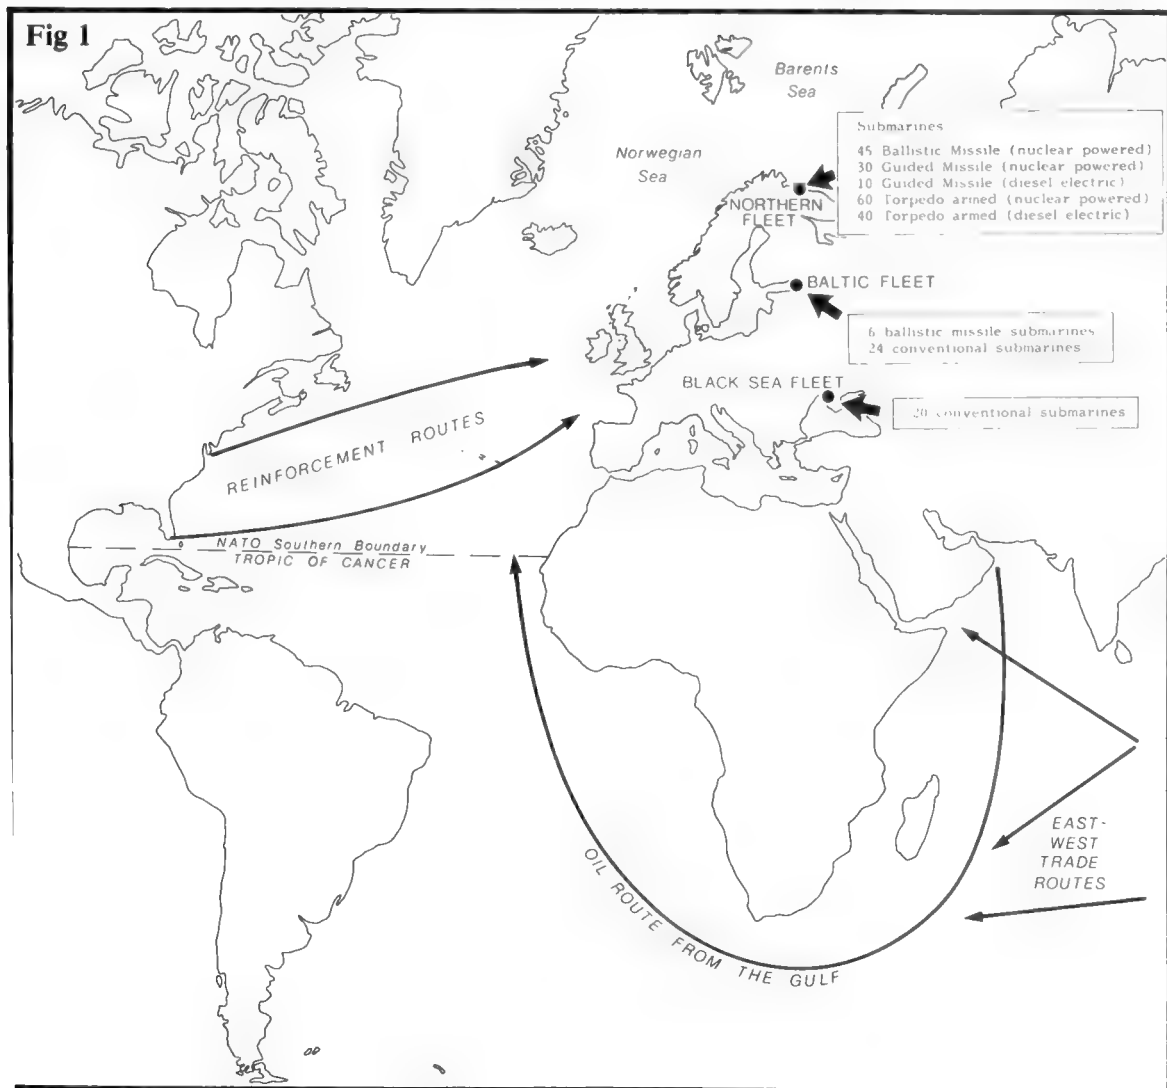 Fig 1
Barents
Sea
Norwegian
Sea
Submarines
45 Ballistic Missile (nuclear powered)
30 Guided Missile (nuclear powered)
10 Guided Missile (diesel electric)
60 Torpedo armed (nuclear powered)
40 Torpedo armed (diesel electric)
NORTHERN
FLEET
BALTIC FLEET
6 ballistic missile submarines
24 conventional submarines
BLACK SEA FLEET
20 conventional submarines
REINFORCEMENT ROUTES
NATO Southern Boundary
TROPIC OF CANCER
EAST-
WEST
TRADE
ROUTES
OIL ROUTE FROM THE GULF